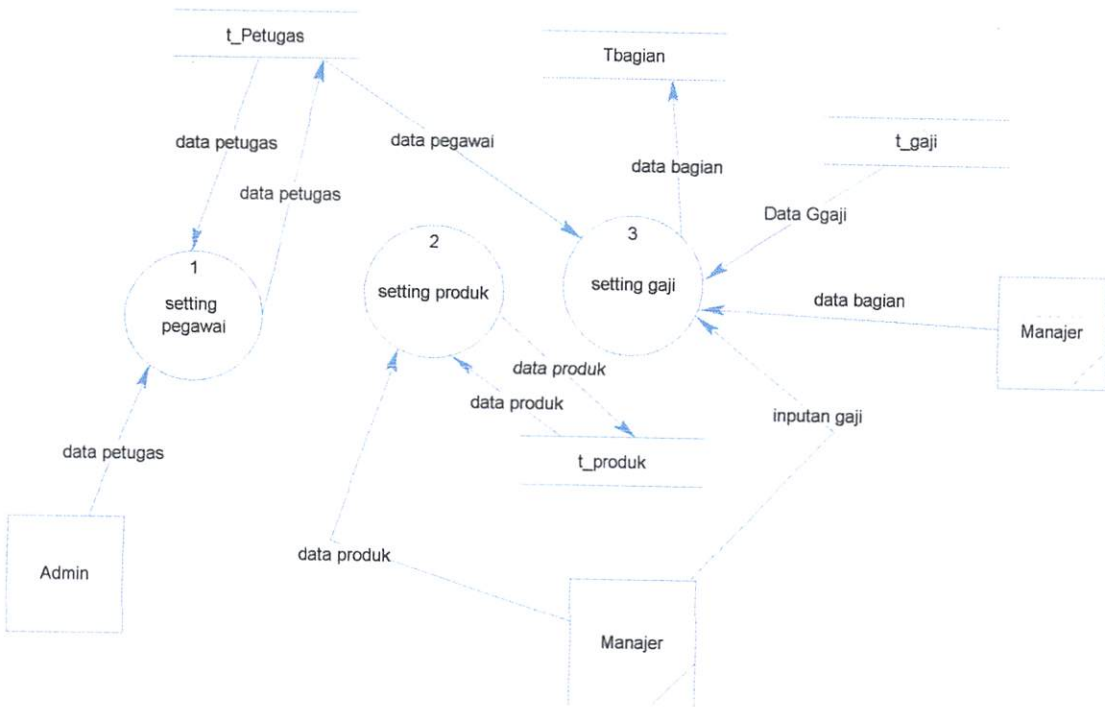 t_Petugas
Tbagian
data petugas
data pegawai
t_gaji
data petugas
data bagian
Data Ggaji
1
setting
pegawai
2
setting produk
3
setting gaji
data bagian
Manajer
data produk
data produk
inputan gaji
data petugas
t_produk
data produk
Admin
Manajer